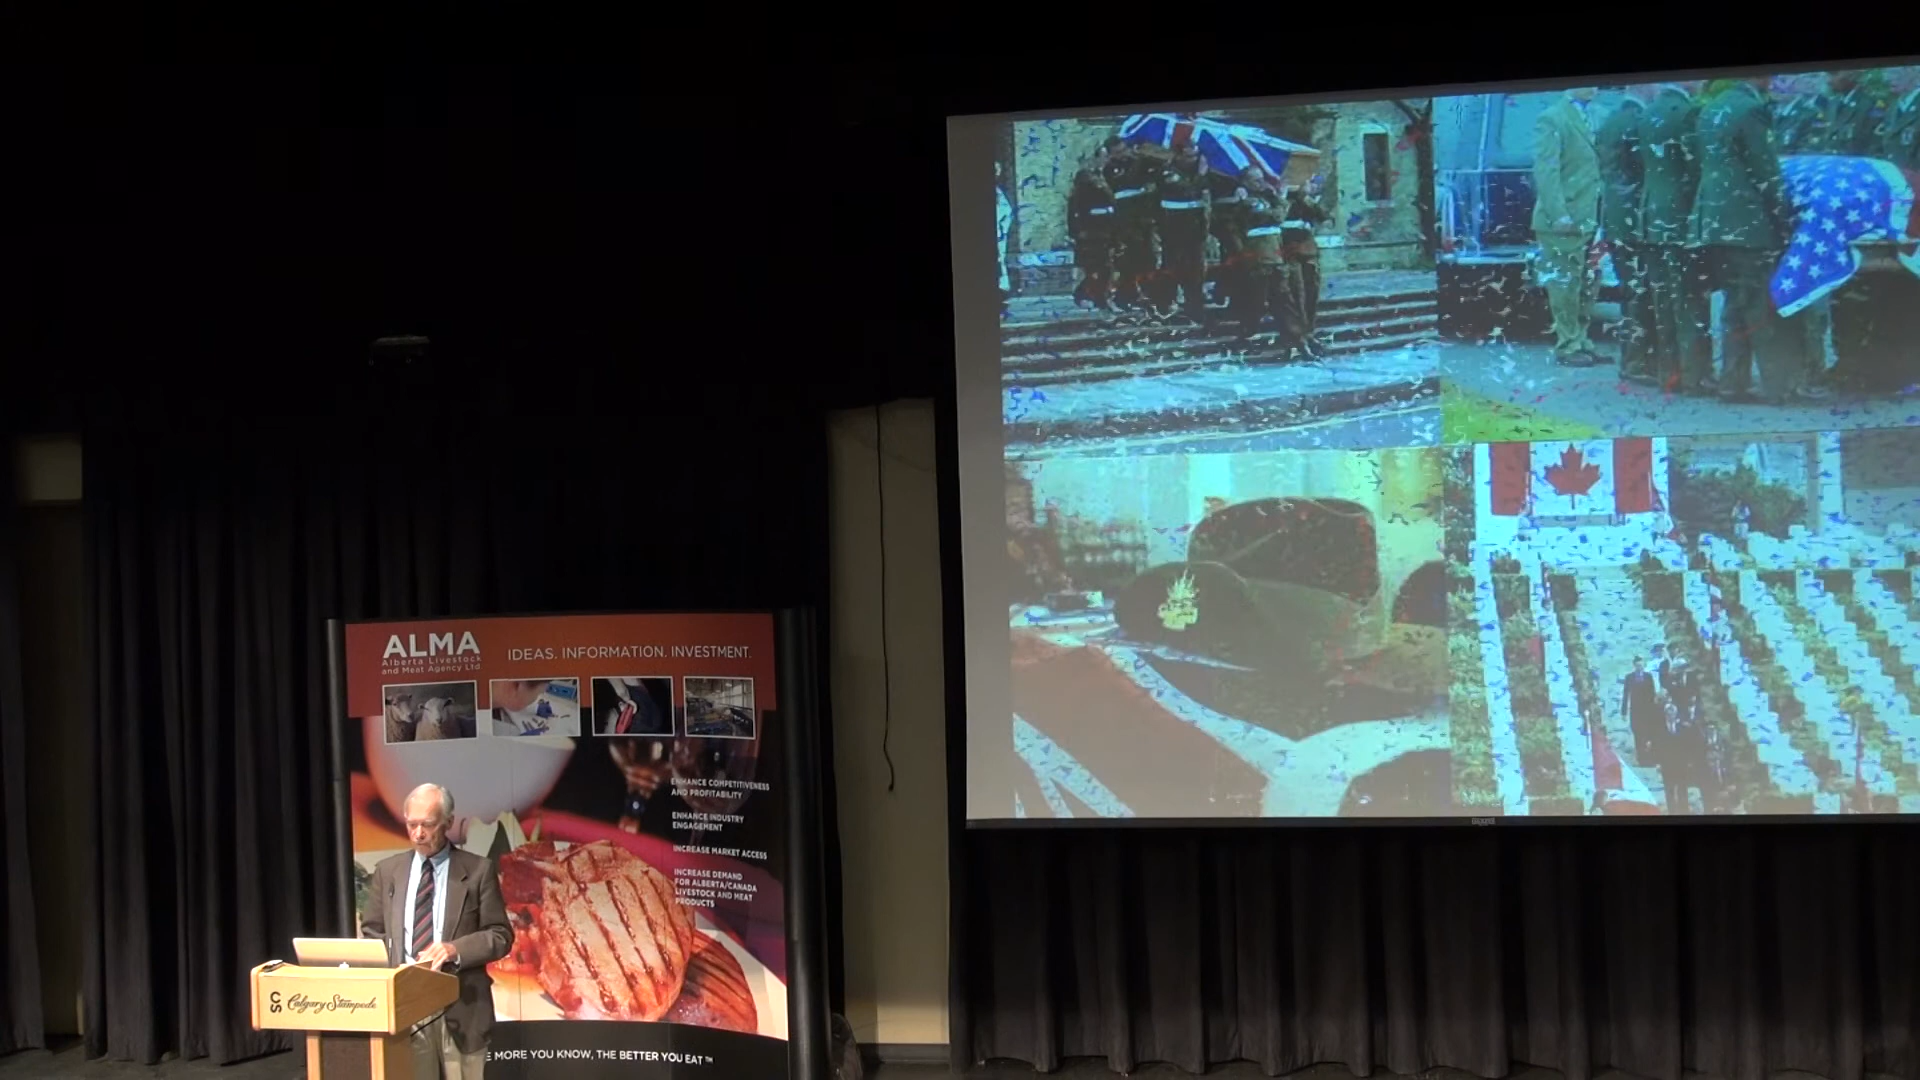 ALMA
Alberta Livestock
and Meat Agency Ltd
IDEAS. INFORMATION. INVESTMENT.
ENHANCE COMPETITIVENESS
AND PROFITABILITY
ENHANCE INDUSTRY
ENGAGEMENT
INCREASE MARKET ACCESS
INCREASE DEMAND
FOR ALBERTA/CANADA
LIVESTOCK AND MEAT
PRODUCTS
CS
Calgary Stampede
E MORE YOU KNOW, THE BETTER YOU EAT™